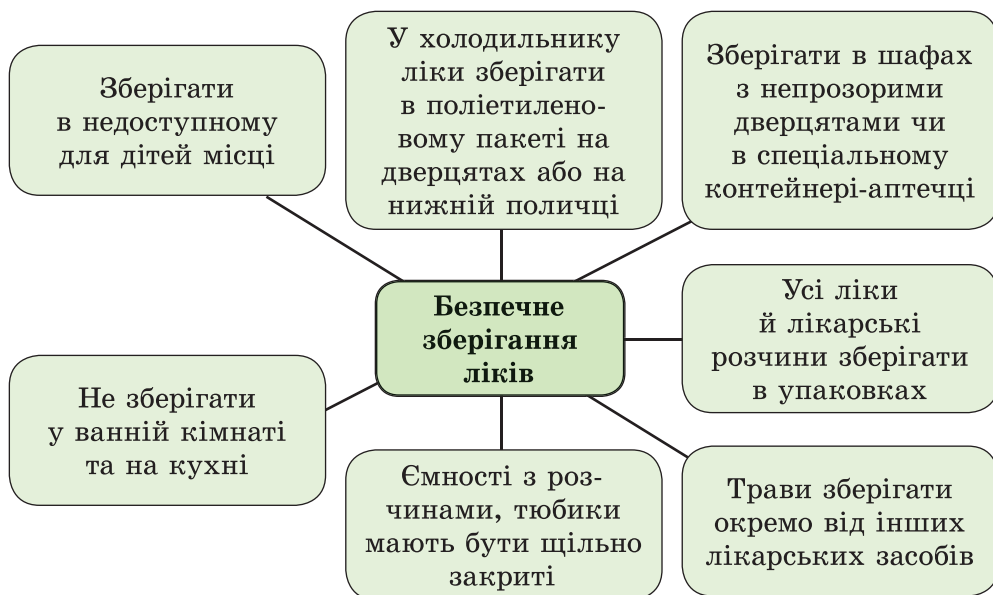 Зберігати
в недоступному
для дітей місці
У холодильнику
ліки зберігати
в поліетилено-
вому пакеті на
дверцятах або на
нижній поличці
Зберігати в шафах
з непрозорими
дверцятами чи
в спеціальному
контейнері-аптечці
Безпечне
зберігання
ліків
Усі ліки
й лікарські
розчини зберігати
в упаковках
Не зберігати
у ванній кімнаті
та на кухні
Ємності з роз-
чинами, тюбики
мають бути щільно
закриті
Трави зберігати
окремо від інших
лікарських засобів